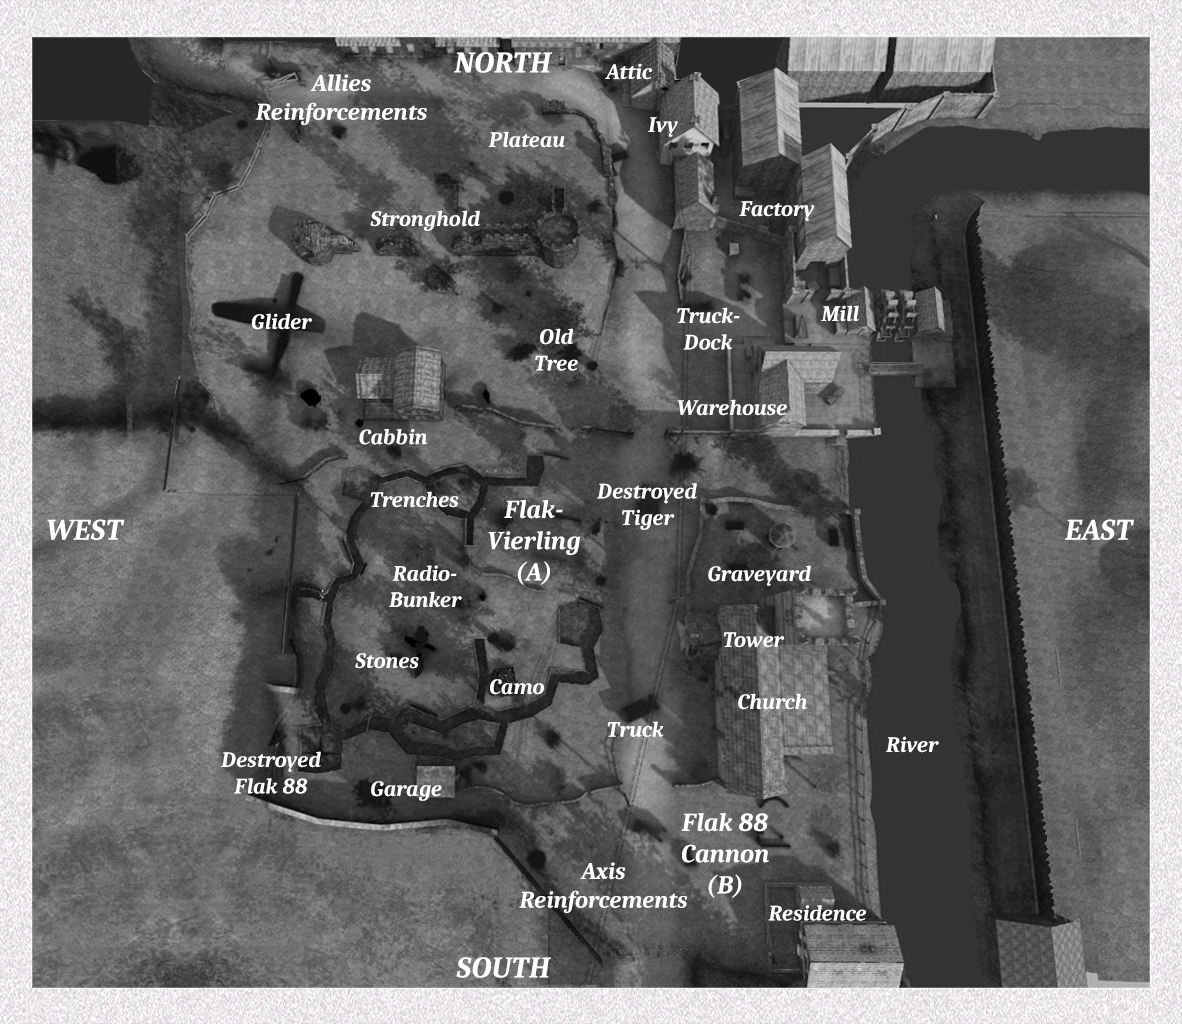 NORTH
Attic
Allies
Reinforcements
Ivy
Plateau
Factory
Stronghold
Glider
Truck-
Dock
Mill
Old
Tree
Warehouse
Cabbin
Trenches
Destroyed
Tiger
Flak-
Vierling
(A)
WEST
EAST
Radio-
Bunker
Graveyard
Tower
Stones
Camo
Church
Truck
River
Destroyed
Flak 88
Garage
Flak 88
Cannon
(B)
Axis
Reinforcements
Residence
SOUTH